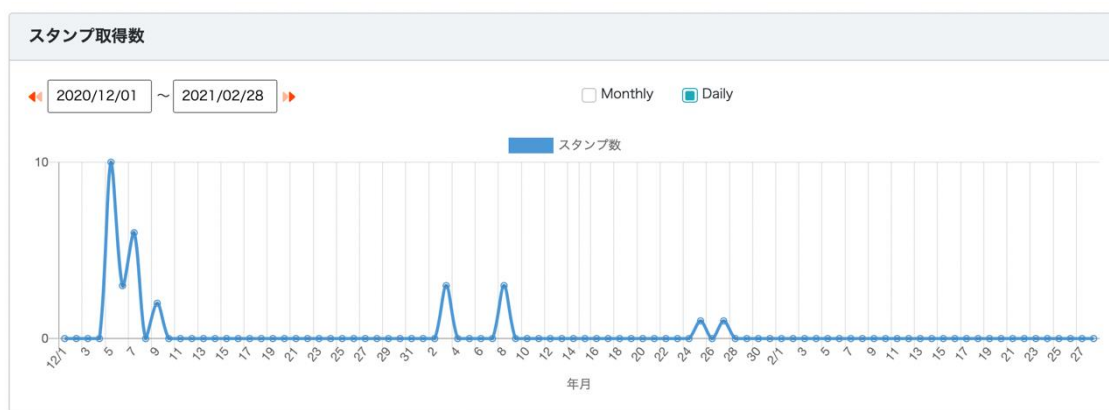 スタンプ取得数
2020/12/01 ～ 2021/02/28
Monthly Daily
スタンプ数
10
0
12/1 3 5 7 9 11 13 15 17 19 21 23 25 27 29 31 2 4 6 8 10 12 14 16 18 20 22 24 26 28 30 2/1 3 5 7 9 11 13 15 17 19 21 23 25 27
年月